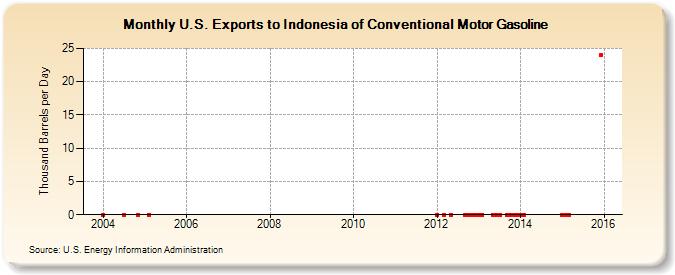 Monthly U.S. Exports to Indonesia of Conventional Motor Gasoline
Thousand Barrels per Day
25
20
15
10
5
0
2004 2006 2008 2010 2012 2014 2016
Source: U.S. Energy Information Administration